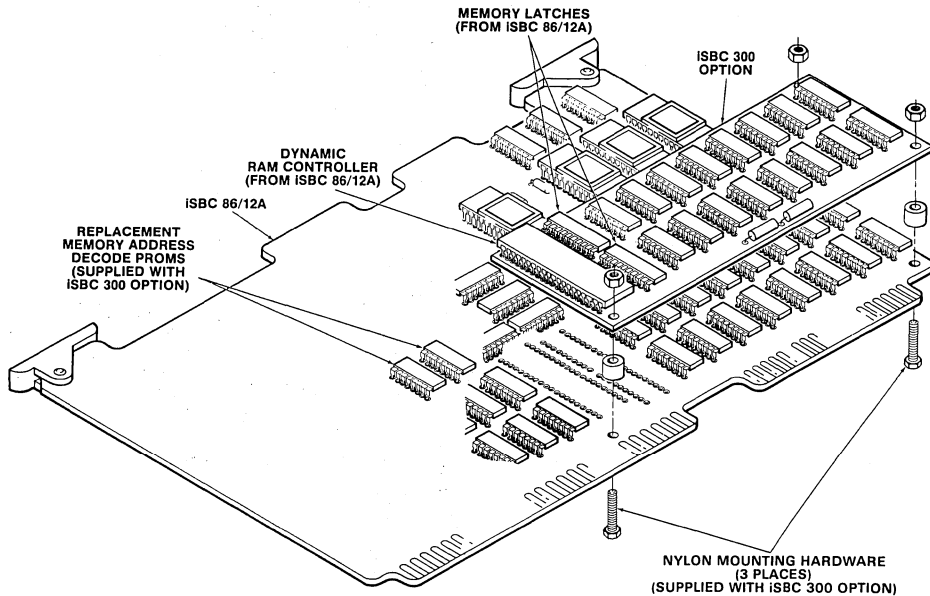 MEMORY LATCHES
(FROM iSBC 86/12A)
iSBC 300
OPTION
DYNAMIC
RAM CONTROLLER
(FROM iSBC 86/12A)
iSBC 86/12A
REPLACEMENT
MEMORY ADDRESS
DECODE PROMS
(SUPPLIED WITH
iSBC 300 OPTION)
NYLON MOUNTING HARDWARE
(3 PLACES)
(SUPPLIED WITH iSBC 300 OPTION)